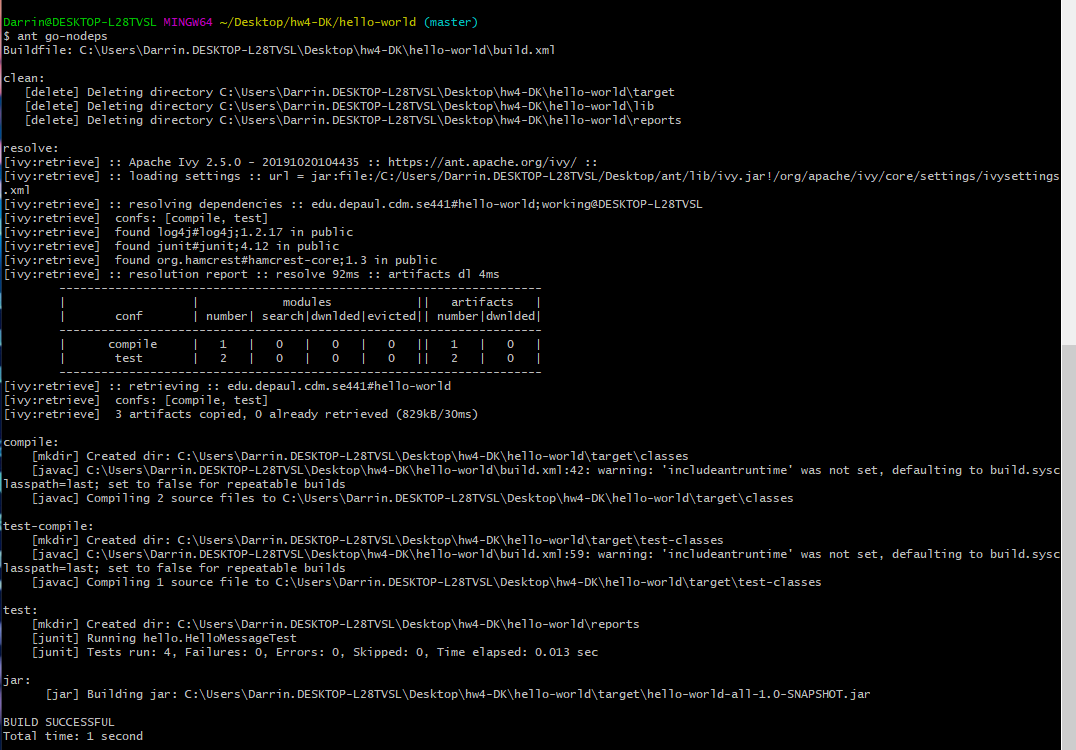 Darrin@DESKTOP-L28TVSL MINGW64 ~/Desktop/hw4-DK/hello-world (master)
$ ant go-nodeps
Buildfile: C:\Users\Darrin.DESKTOP-L28TVSL\Desktop\hw4-DK\hello-world\build.xml

clean:
   [delete] Deleting directory C:\Users\Darrin.DESKTOP-L28TVSL\Desktop\hw4-DK\hello-world\target
   [delete] Deleting directory C:\Users\Darrin.DESKTOP-L28TVSL\Desktop\hw4-DK\hello-world\lib
   [delete] Deleting directory C:\Users\Darrin.DESKTOP-L28TVSL\Desktop\hw4-DK\hello-world\reports

resolve:
[ivy:retrieve] :: Apache Ivy 2.5.0 - 20191020104435 :: https://ant.apache.org/ivy/ ::
[ivy:retrieve] :: loading settings :: url = jar:file:/C:/Users/Darrin.DESKTOP-L28TVSL/Desktop/ant/lib/ivy.jar!/org/apache/ivy/core/settings/ivysettings
.xml
[ivy:retrieve] :: resolving dependencies :: edu.depaul.cdm.se441#hello-world;working@DESKTOP-L28TVSL
[ivy:retrieve]  confs: [compile, test]
[ivy:retrieve]  found log4j#log4j;1.2.17 in public
[ivy:retrieve]  found junit#junit;4.12 in public
[ivy:retrieve]  found org.hamcrest#hamcrest-core;1.3 in public
[ivy:retrieve] :: resolution report :: resolve 92ms :: artifacts dl 4ms
        ---------------------------------------------------------------------
        |                  |            modules            ||   artifacts   |
        |       conf       | number| search|dwnlded|evicted|| number|dwnlded|
        ---------------------------------------------------------------------
        |      compile     |   1   |   0   |   0   |   0   ||   1   |   0   |
        |       test       |   2   |   0   |   0   |   0   ||   2   |   0   |
        ---------------------------------------------------------------------
[ivy:retrieve] :: retrieving :: edu.depaul.cdm.se441#hello-world
[ivy:retrieve]  confs: [compile, test]
[ivy:retrieve]  3 artifacts copied, 0 already retrieved (829kB/30ms)

compile:
    [mkdir] Created dir: C:\Users\Darrin.DESKTOP-L28TVSL\Desktop\hw4-DK\hello-world\target\classes
    [javac] C:\Users\Darrin.DESKTOP-L28TVSL\Desktop\hw4-DK\hello-world\build.xml:42: warning: 'includeantruntime' was not set, defaulting to build.sysc
lasspath=last; set to false for repeatable builds
    [javac] Compiling 2 source files to C:\Users\Darrin.DESKTOP-L28TVSL\Desktop\hw4-DK\hello-world\target\classes

test-compile:
    [mkdir] Created dir: C:\Users\Darrin.DESKTOP-L28TVSL\Desktop\hw4-DK\hello-world\target\test-classes
    [javac] C:\Users\Darrin.DESKTOP-L28TVSL\Desktop\hw4-DK\hello-world\build.xml:59: warning: 'includeantruntime' was not set, defaulting to build.sysc
lasspath=last; set to false for repeatable builds
    [javac] Compiling 1 source file to C:\Users\Darrin.DESKTOP-L28TVSL\Desktop\hw4-DK\hello-world\target\test-classes

test:
    [mkdir] Created dir: C:\Users\Darrin.DESKTOP-L28TVSL\Desktop\hw4-DK\hello-world\reports
    [junit] Running hello.HelloMessageTest
    [junit] Tests run: 4, Failures: 0, Errors: 0, Skipped: 0, Time elapsed: 0.013 sec

jar:
      [jar] Building jar: C:\Users\Darrin.DESKTOP-L28TVSL\Desktop\hw4-DK\hello-world\target\hello-world-all-1.0-SNAPSHOT.jar

BUILD SUCCESSFUL
Total time: 1 second